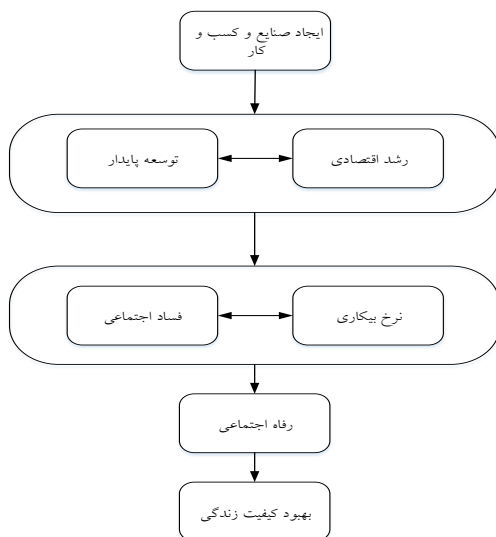 ایجاد صنایع و کسب و
کار
رشد اقتصادی
توسعه پایدار
نرخ بیکاری
فساد اجتماعی
رفاه اجتماعی
بهبود کیفیت زندگی